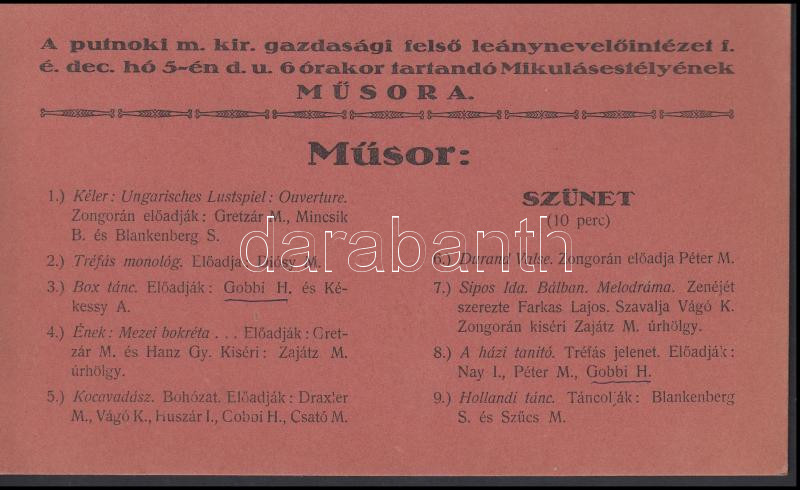 A putnoki m. kir. gazdasági felső leánynevelőintézet f.
é. dec. hó 5-én d. u. 6 órakor tartandó Mikulásestélyének
MŰSORA.
Műsor:
1.) Kéler: Ungarisches Lustspiel: Ouverture.
Zongorán előadják: Gretzár M., Mincsik
B. és Blankenberg S.
2.) Tréfás monológ. Előadja Diósy M.
3.) Box tánc. Előadják: Gobbi H. és Ké-
kessy A.
4.) Ének: Mezei bokréta . . . Előadják: Gret-
zár M. és Hanz Gy. Kiséri: Zajátz M.
úrhölgy.
5.) Kocavadász. Bohózat. Előadják: Draxler
M., Vágó K., Huszár I., Gobbi H., Csató M.
SZÜNET
(10 perc)
6.) Durand Valse. Zongorán előadja Péter M.
7.) Sipos Ida. Bálban. Melodráma. Zenéjét
szerezte Farkas Lajos. Szavalja Vágó K.
Zongorán kiséri Zajátz M. úrhölgy.
8.) A házi tanító. Tréfás jelenet. Előadják:
Nay I., Péter M., Gobbi H.
9.) Hollandi tánc. Táncolják: Blankenberg
S. és Szűcs M.
darabanth